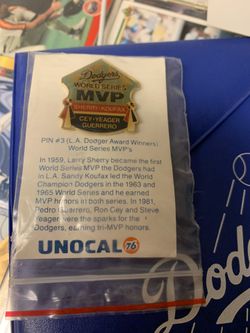 Dodgers
WORLD SERIES
MVP
SHERRY • KOUFAX
CEY • YEAGER
GUERRERO
PIN #3 (L.A. Dodger Award Winners)
World Series MVP's
In 1959, Larry Sherry became the first
World Series MVP the Dodgers had
in L.A. Sandy Koufax led the World
Champion Dodgers in the 1963 and
1965 World Series and he earned
MVP honors in both series. In 1981,
Pedro Guerrero, Ron Cey and Steve
Yeager were the sparks for the
Dodgers, earning tri-MVP honors.
UNOCAL 76
Dodgers